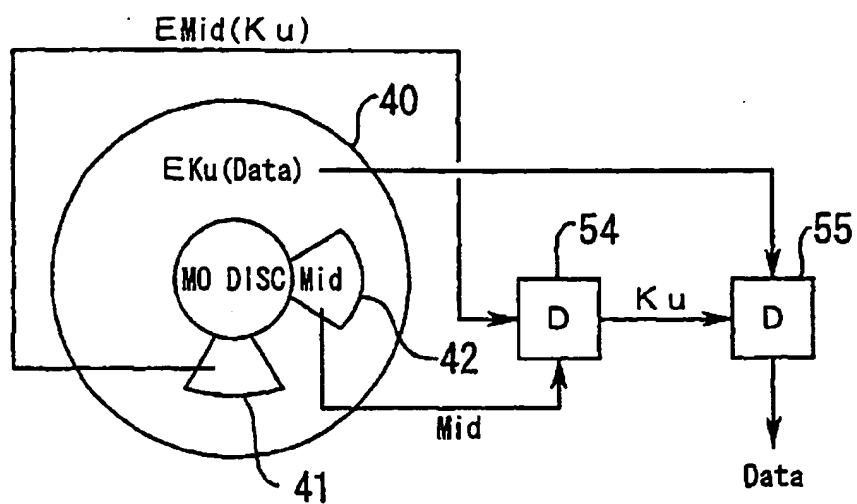 EMid(Ku)
40
EKu(Data)
54
55
MO DISC
Mid
D
Ku
D
42
Mid
41
Data